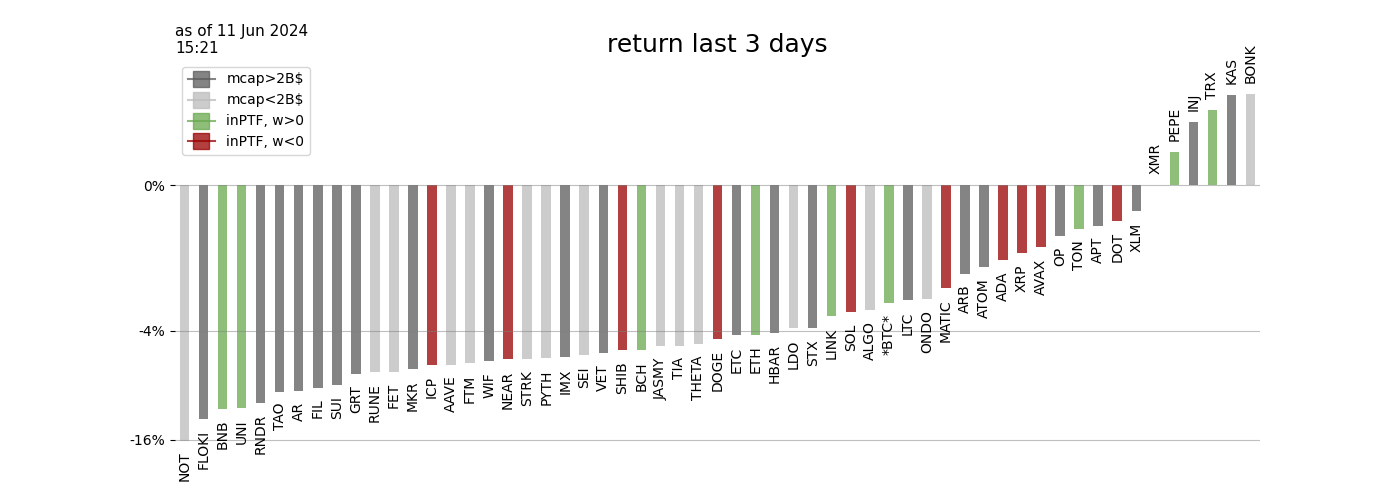 as of 11 Jun 2024
15:21
return last 3 days
mcap>2B$
mcap<2B$
inPTF, w>0
inPTF, w<0
0%
-4%
-16%
NOT
FLOKI
BNB
UNI
RNDR
TAO
AR
FIL
SUI
GRT
RUNE
FET
MKR
ICP
AAVE
FTM
WIF
NEAR
STRK
PYTH
IMX
SEI
VET
SHIB
BCH
JASMY
TIA
THETA
DOGE
ETC
ETH
HBAR
LDO
STX
LINK
SOL
ALGO
*BTC*
LTC
ONDO
MATIC
ARB
ATOM
ADA
XRP
AVAX
OP
TON
APT
DOT
XLM
XMR
PEPE
INJ
TRX
KAS
BONK